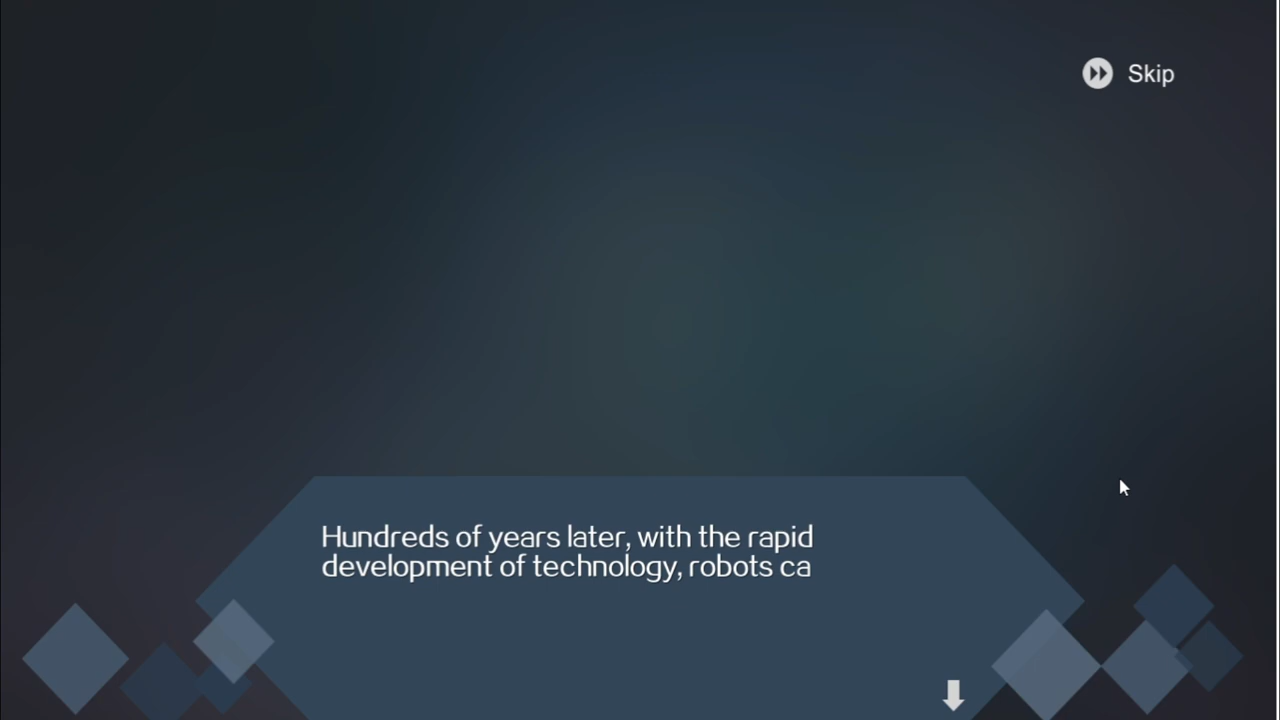 Skip
Hundreds of years later, with the rapid
development of technology, robots ca